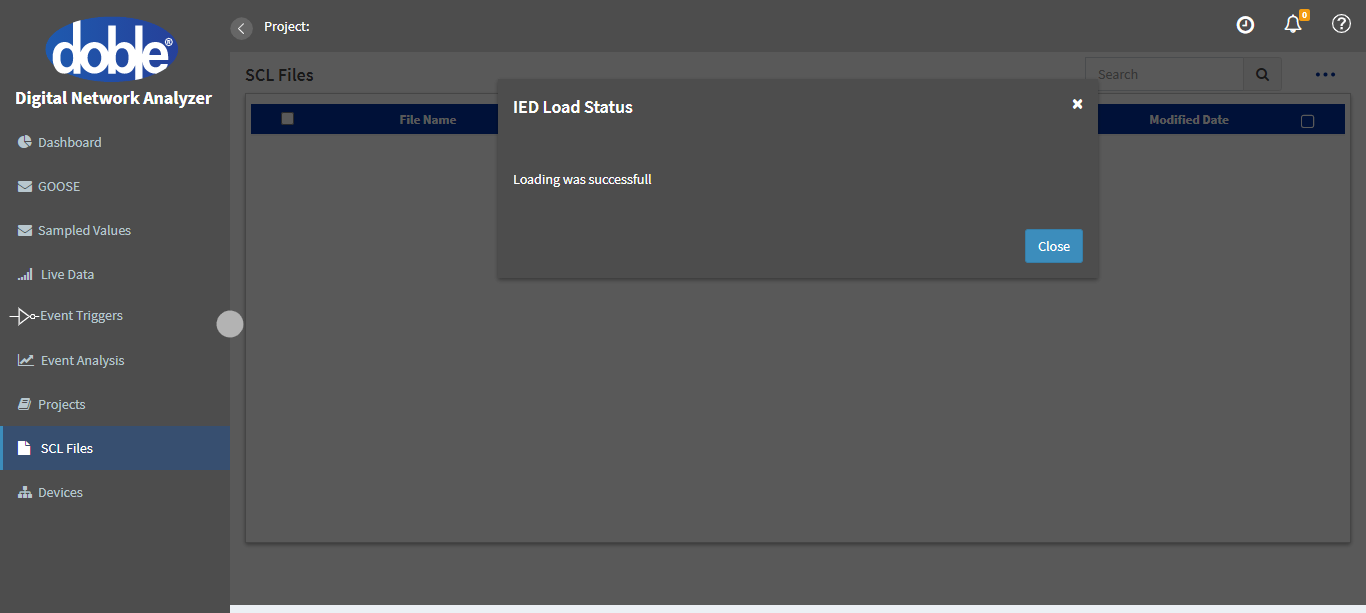 doble®
Digital Network Analyzer
Dashboard
GOOSE
Sampled Values
Live Data
Event Triggers
Event Analysis
Projects
SCL Files
Devices
Project:
0
SCL Files
Search
File Name
Modified Date
IED Load Status
Loading was successfull
Close